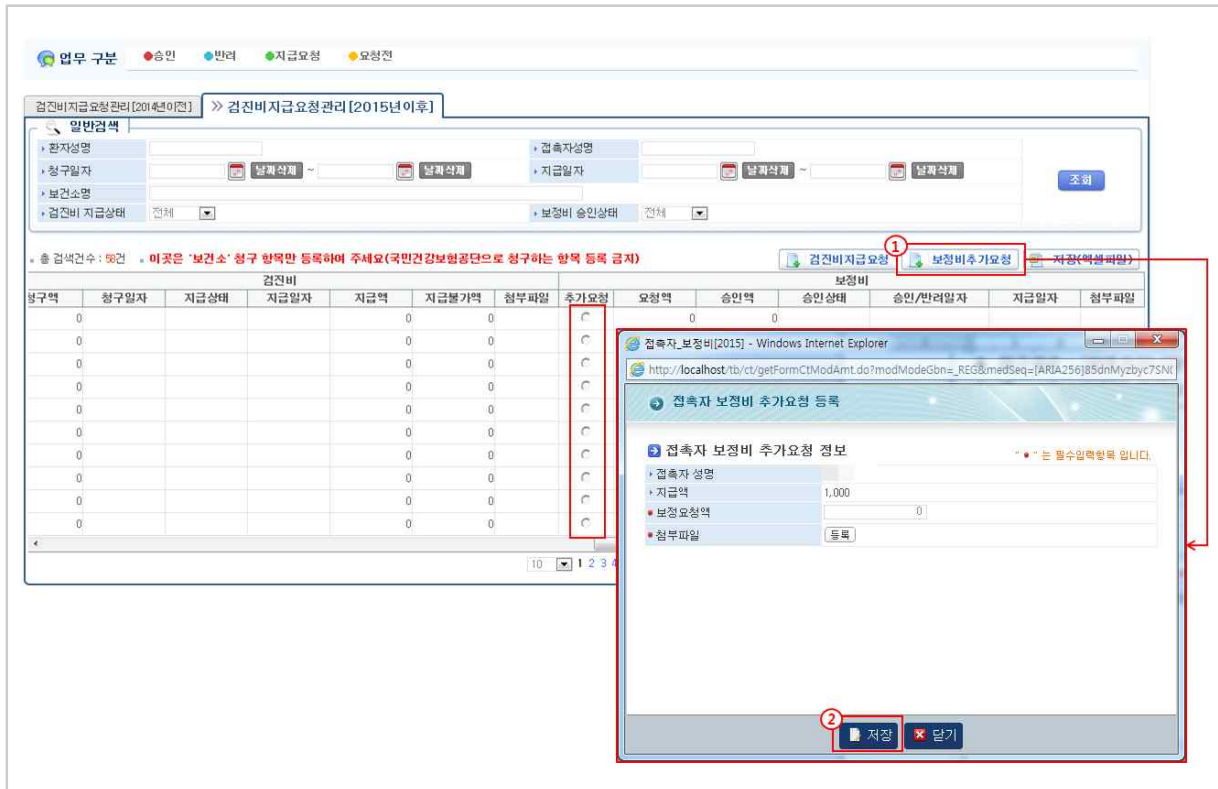 업무 구분 ●승인 ●반려 ●지급요청 ●요청전
검진비지급요청관리[2014년이전] ≫ 검진비지급요청관리[2015년이후]
일반검색
환자성명 접촉자성명
청구일자 날짜삭제 ~ 날짜삭제 지급일자 날짜삭제 ~ 날짜삭제
조회
보건소명
검진비 지급상태 전체 보정비 승인상태 전체
1
총 검색건수 : 58건 이곳은 '보건소' 청구 항목만 등록하여 주세요(국민건강보험공단으로 청구하는 항목 등록 금지) 검진비지급요청 보정비추가요청 저장(엑셀파일)
검진비 보정비
청구액 청구일자 지급상태 지급일자 지급액 지급불가액 첨부파일 추가요청 요청액 승인액 승인상태 승인/반려일자 지급일자 첨부파일
0 0 0 0 0
0 0 0
0 0 0
0 0 0
0 0 0
0 0 0
0 0 0
0 0 0
0 0 0
0 0 0
10 1 2 3 4
접촉자_보정비[2015] - Windows Internet Explorer
http://localhost/tb/ct/getFormCtModAmt.do?modModeGbn=_REG&medSeq=[ARIA256]85dnMyzbyc7SN
접촉자 보정비 추가요청 등록
접촉자 보정비 추가요청 정보 " ● " 는 필수입력항목 입니다.
접촉자 성명
지급액 1,000
●보정요청액 0
●첨부파일 등록
2
저장 닫기